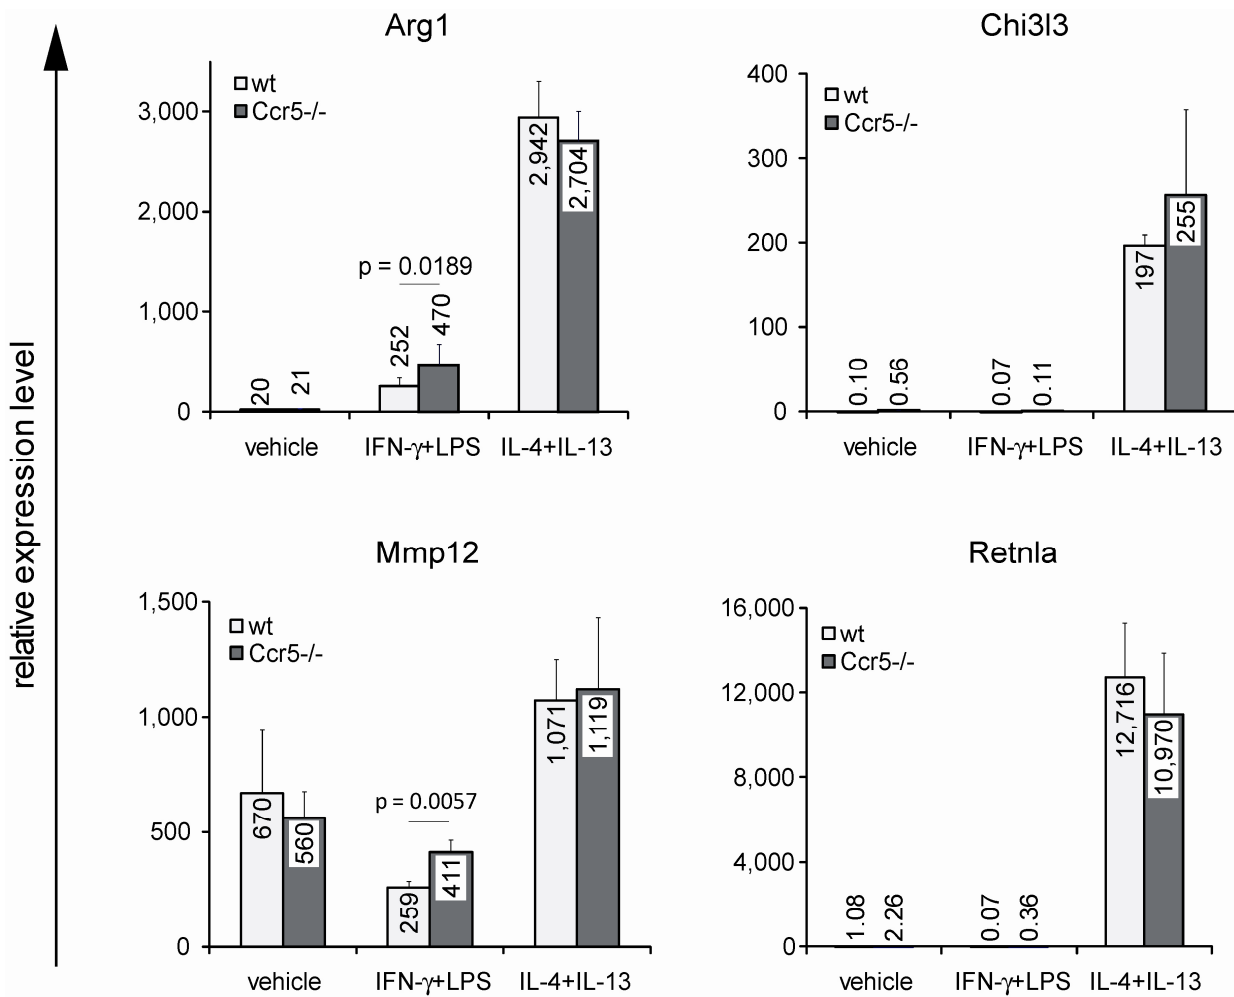 relative expression level
Arg1
wt
Ccr5-/-
3,000
2,000
1,000
0
20
21
252
470
p = 0.0189
2,942
2,704
vehicle
IFN-γ+LPS
IL-4+IL-13
Chi3l3
wt
Ccr5-/-
400
300
200
100
0
0.10
0.56
0.07
0.11
197
255
vehicle
IFN-γ+LPS
IL-4+IL-13
Mmp12
wt
Ccr5-/-
1,500
1,000
500
0
670
560
p = 0.0057
259
411
1,071
1,119
vehicle
IFN-γ+LPS
IL-4+IL-13
Retnla
wt
Ccr5-/-
16,000
12,000
8,000
4,000
0
1.08
2.26
0.07
0.36
12,716
10,970
vehicle
IFN-γ+LPS
IL-4+IL-13